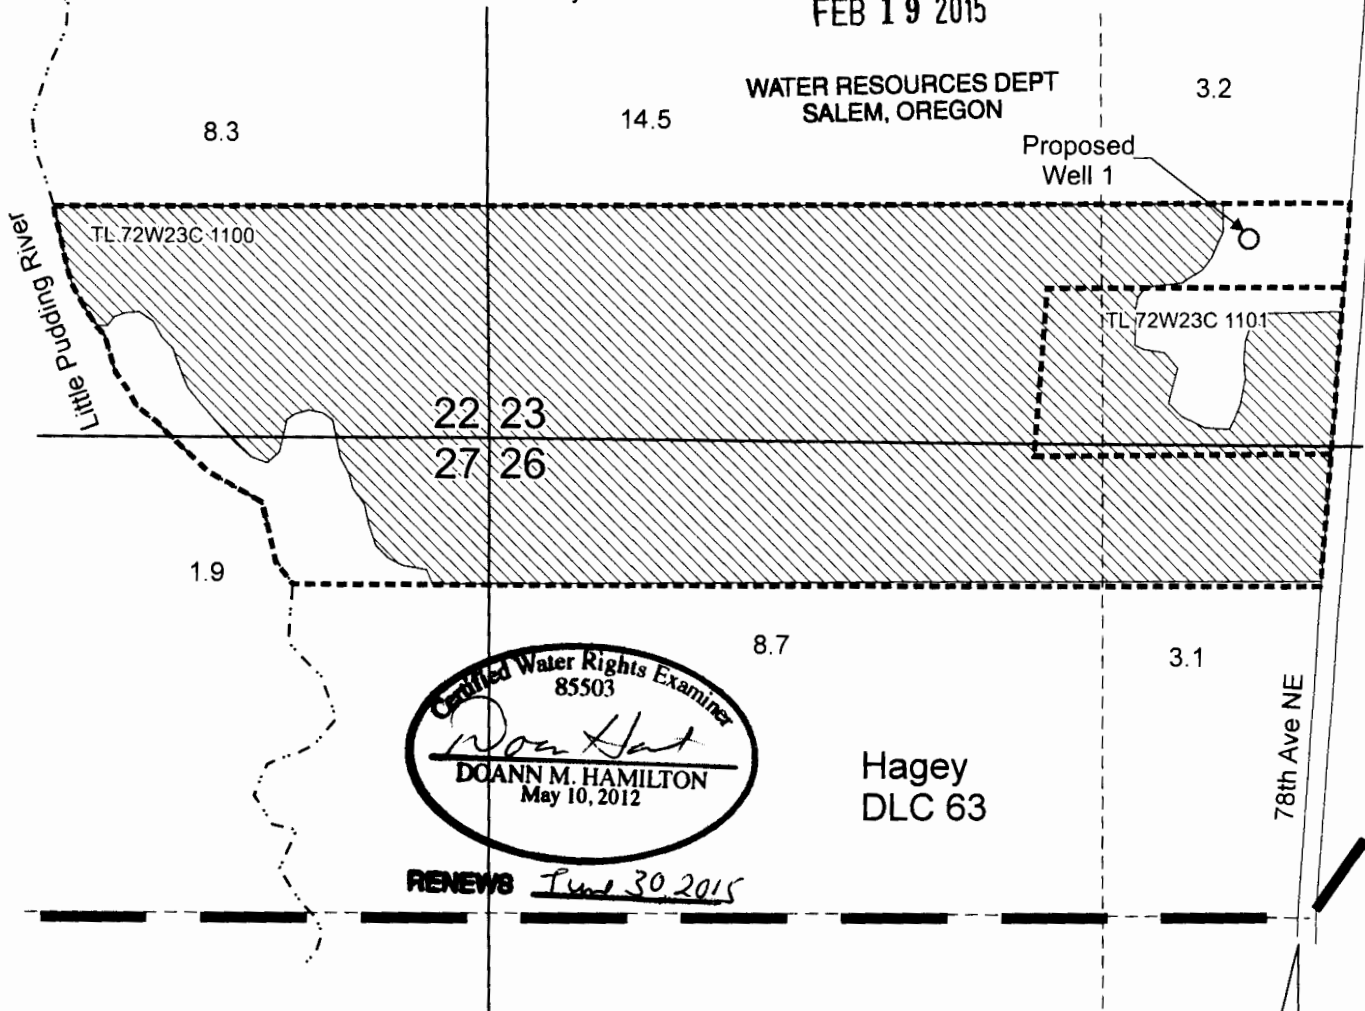 FEB 19 2015
WATER RESOURCES DEPT
SALEM, OREGON
8.3
14.5
3.2
Proposed
Well 1
TL 72W23C 1100
Little Pudding River
TL 72W23C 1101
22 23
27 26
1.9
8.7
3.1
Certified Water Rights Examiner
85503
Doann Hamilton
DOANN M. HAMILTON
May 10, 2012
RENEWS June 30, 2015
Hagey
DLC 63
78th Ave NE